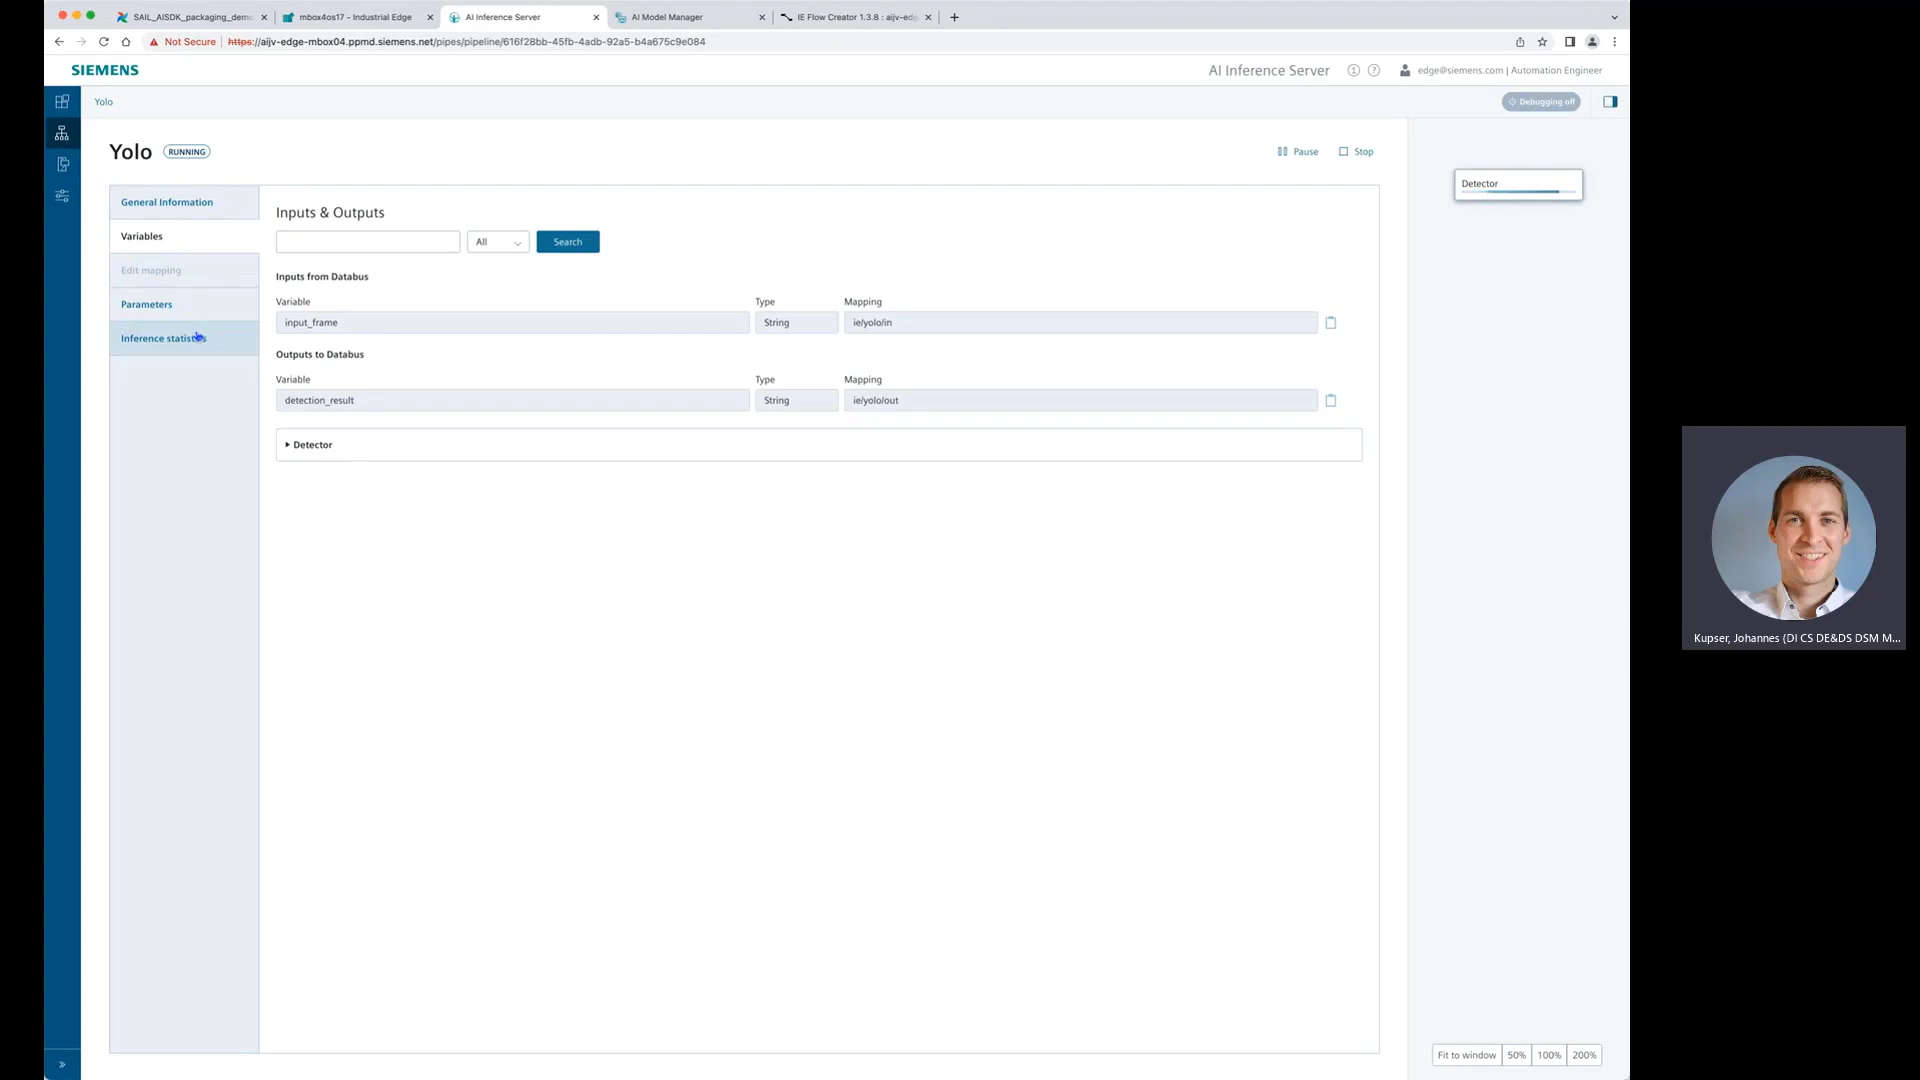 SAIL_AISDK_packaging_demo
mbox4os17 - Industrial Edge
AI Inference Server
AI Model Manager
IE Flow Creator 1.3.8 : aijv-edg
Not Secure
https://aijv-edge-mbox04.ppmd.siemens.net/pipes/pipeline/616f28bb-45fb-4adb-92a5-b4a675c9e084
SIEMENS
AI Inference Server
edge@siemens.com | Automation Engineer
Yolo
Debugging off
Yolo
RUNNING
Pause
Stop
General Information
Variables
Edit mapping
Parameters
Inference statistics
Inputs & Outputs
All
Search
Inputs from Databus
Variable Type Mapping
input_frame String ie/yolo/in
Outputs to Databus
Variable Type Mapping
detection_result String ie/yolo/out
Detector
Detector
Fit to window 50% 100% 200%
Kupser, Johannes (DI CS DE&DS DSM M...